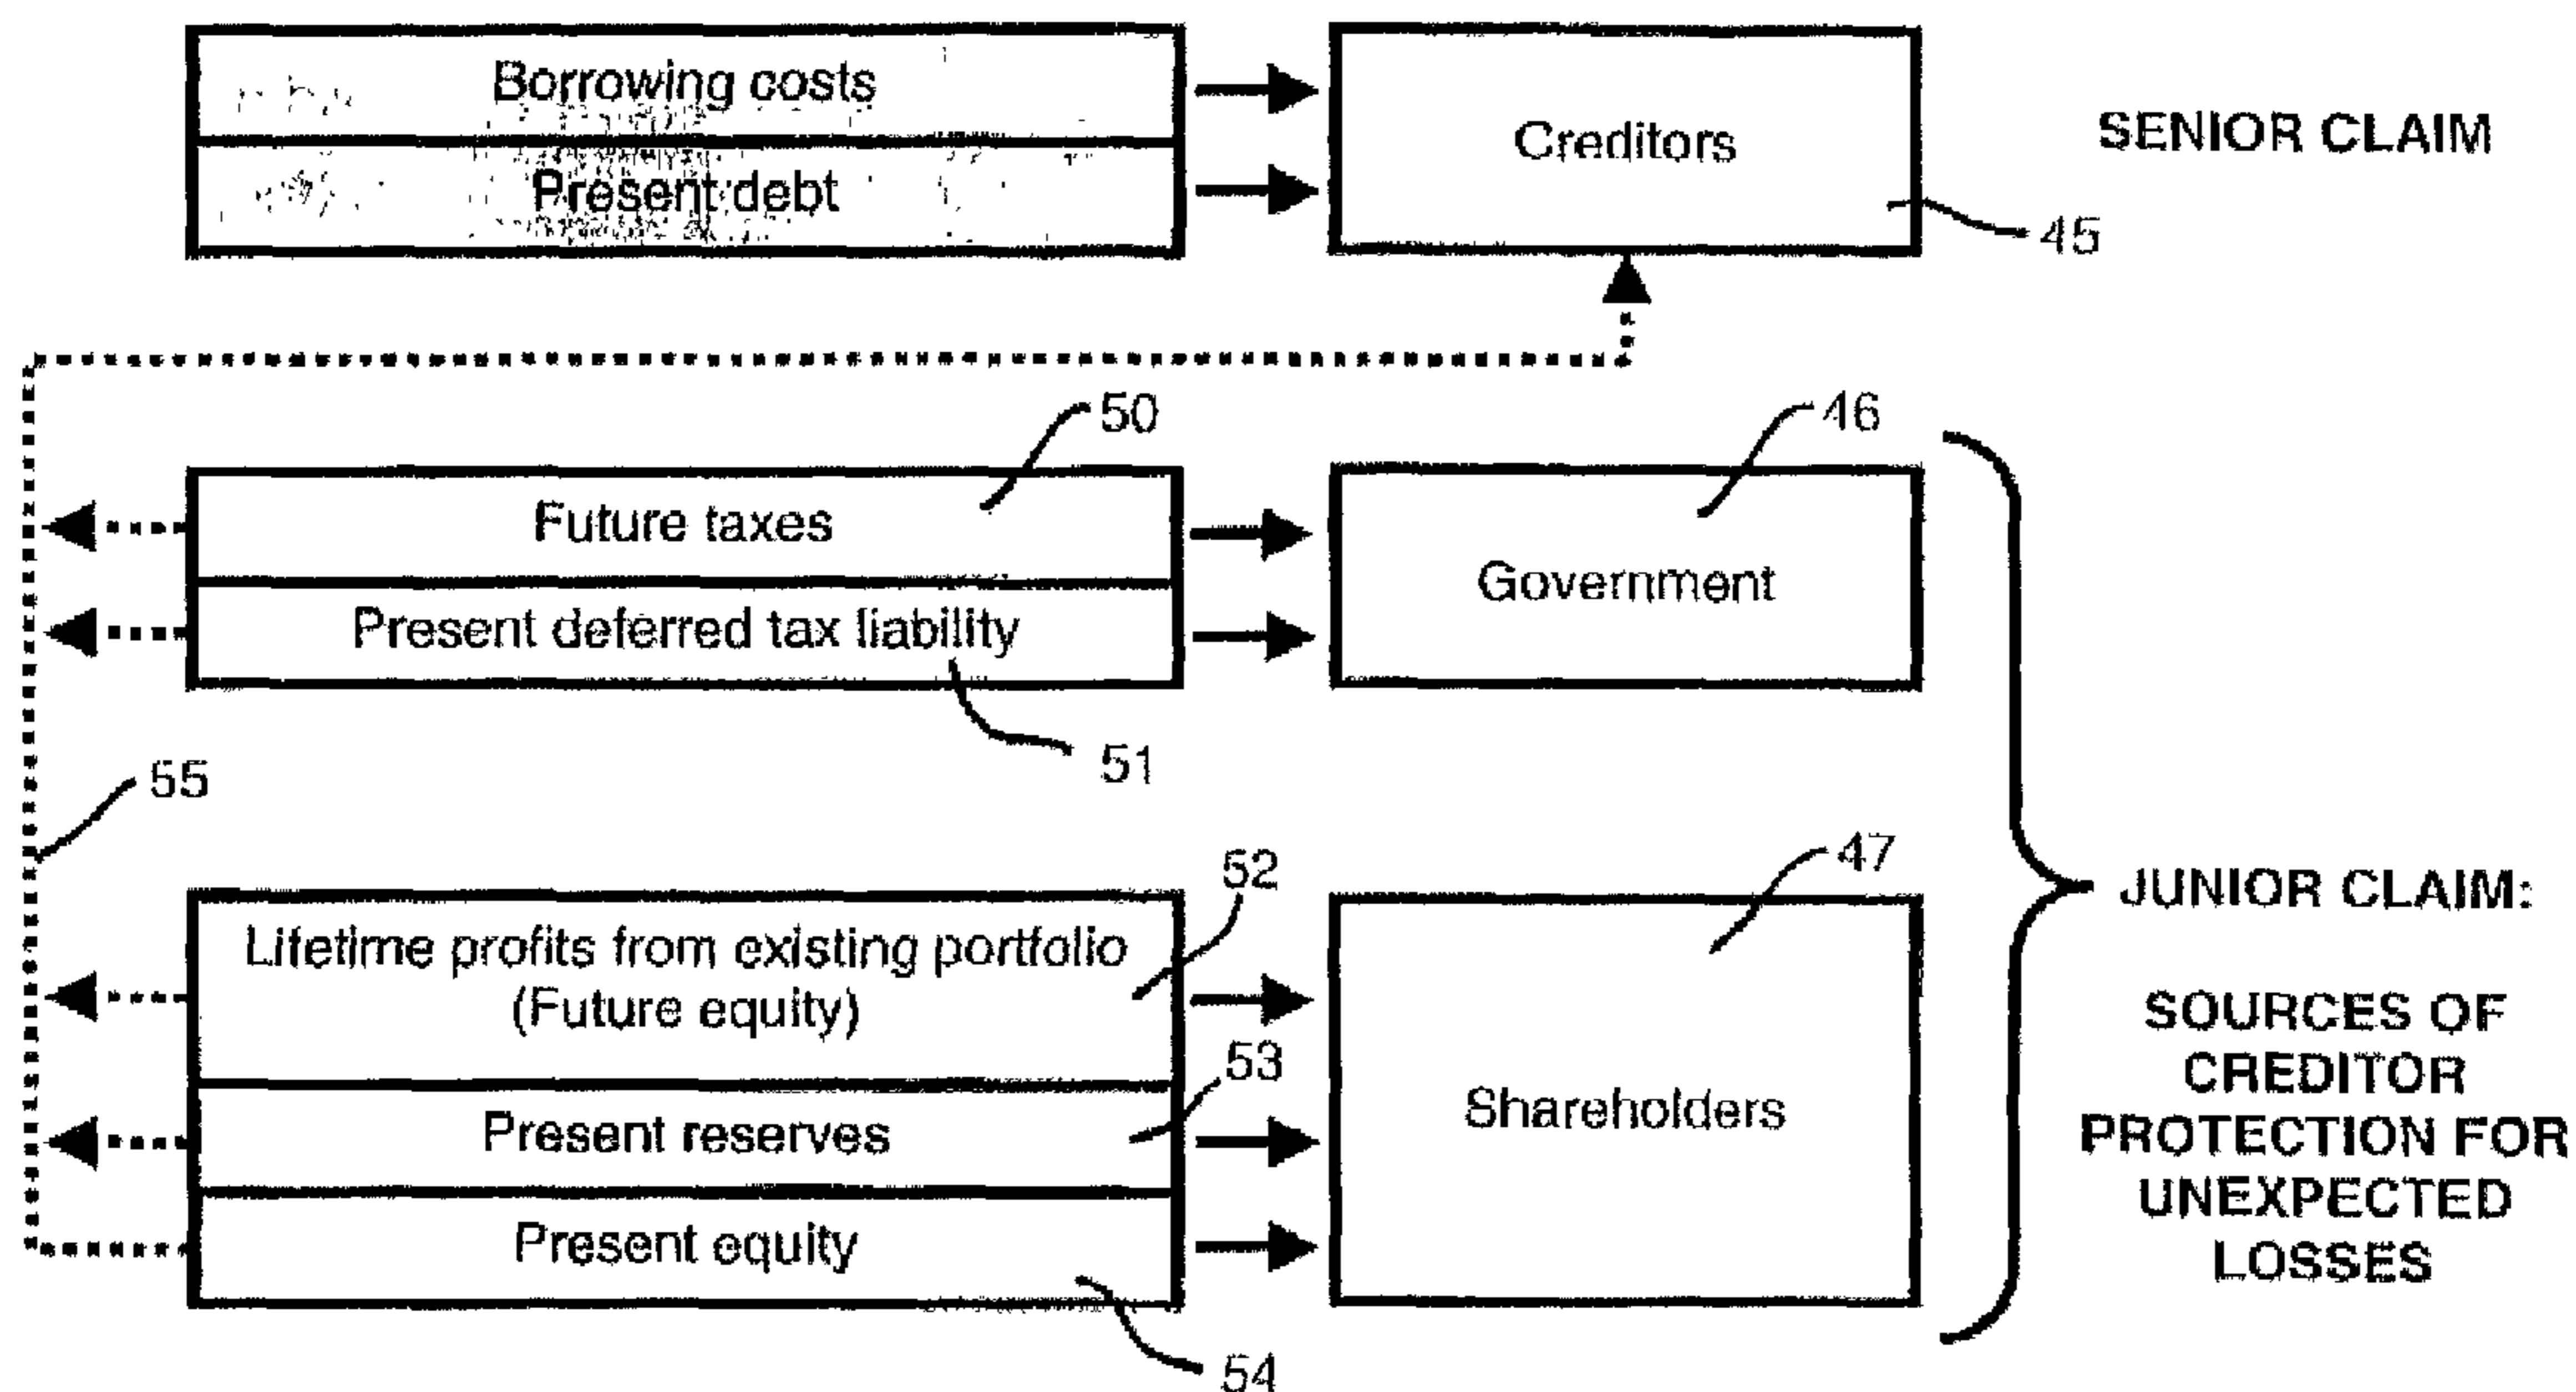 Borrowing costs
Present debt
Creditors
SENIOR CLAIM
45
50
46
Future taxes
Present deferred tax liability
Government
51
55
52
47
Lifetime profits from existing portfolio
(Future equity)
53
Present reserves
Present equity
54
Shareholders
JUNIOR CLAIM:
SOURCES OF
CREDITOR
PROTECTION FOR
UNEXPECTED
LOSSES